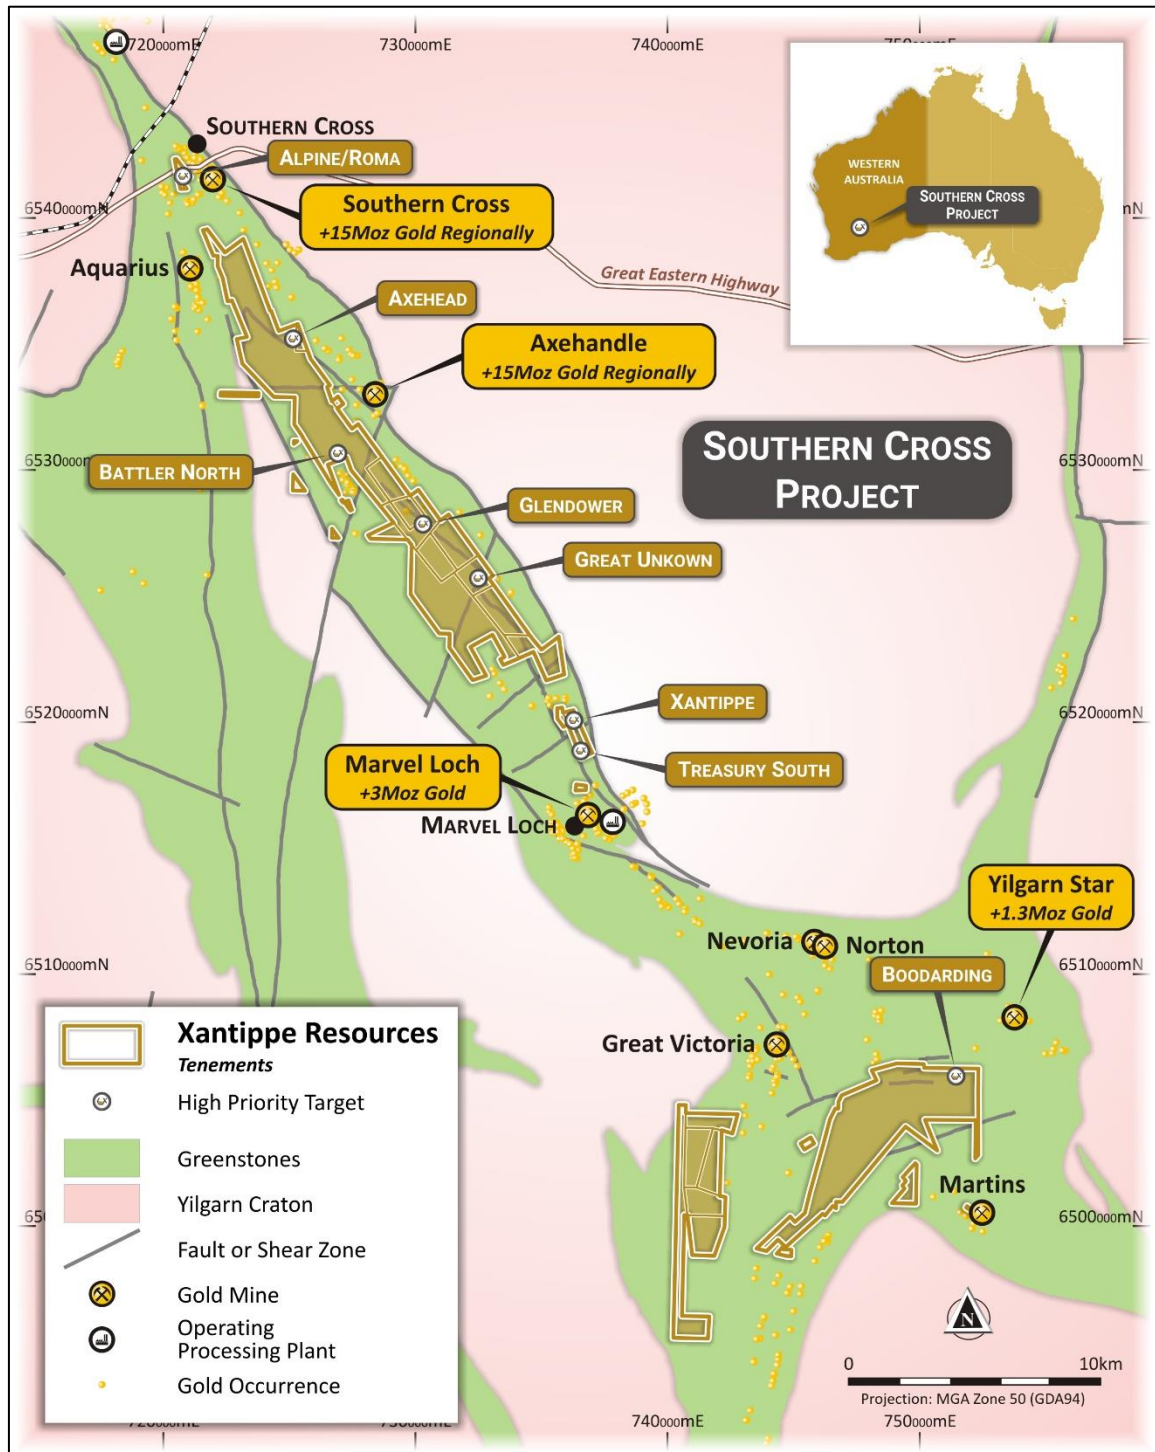 720000mE
730000mE
740000mE
750000mE
SOUTHERN CROSS
ALPINE/ROMA
Southern Cross
+15Moz Gold Regionally
6540000mN
Aquarius
Great Eastern Highway
WESTERN
AUSTRALIA
SOUTHERN CROSS
PROJECT
AXEHEAD
Axehandle
+15Moz Gold Regionally
SOUTHERN CROSS
PROJECT
6530000mN
6530000mN
BATTLER NORTH
GLENDOWER
GREAT UNKOWN
6520000mN
6520000mN
XANTIPPE
TREASURY SOUTH
Marvel Loch
+3Moz Gold
MARVEL LOCH
Yilgarn Star
+1.3Moz Gold
Nevoria
Norton
BOODARDING
6510000mN
6510000mN
Great Victoria
Martins
6500000mN
Xantippe Resources
Tenements
High Priority Target
Greenstones
Yilgarn Craton
Fault or Shear Zone
Gold Mine
Operating
Processing Plant
Gold Occurrence
N
0 10km
Projection: MGA Zone 50 (GDA94)
740000mE
750000mE